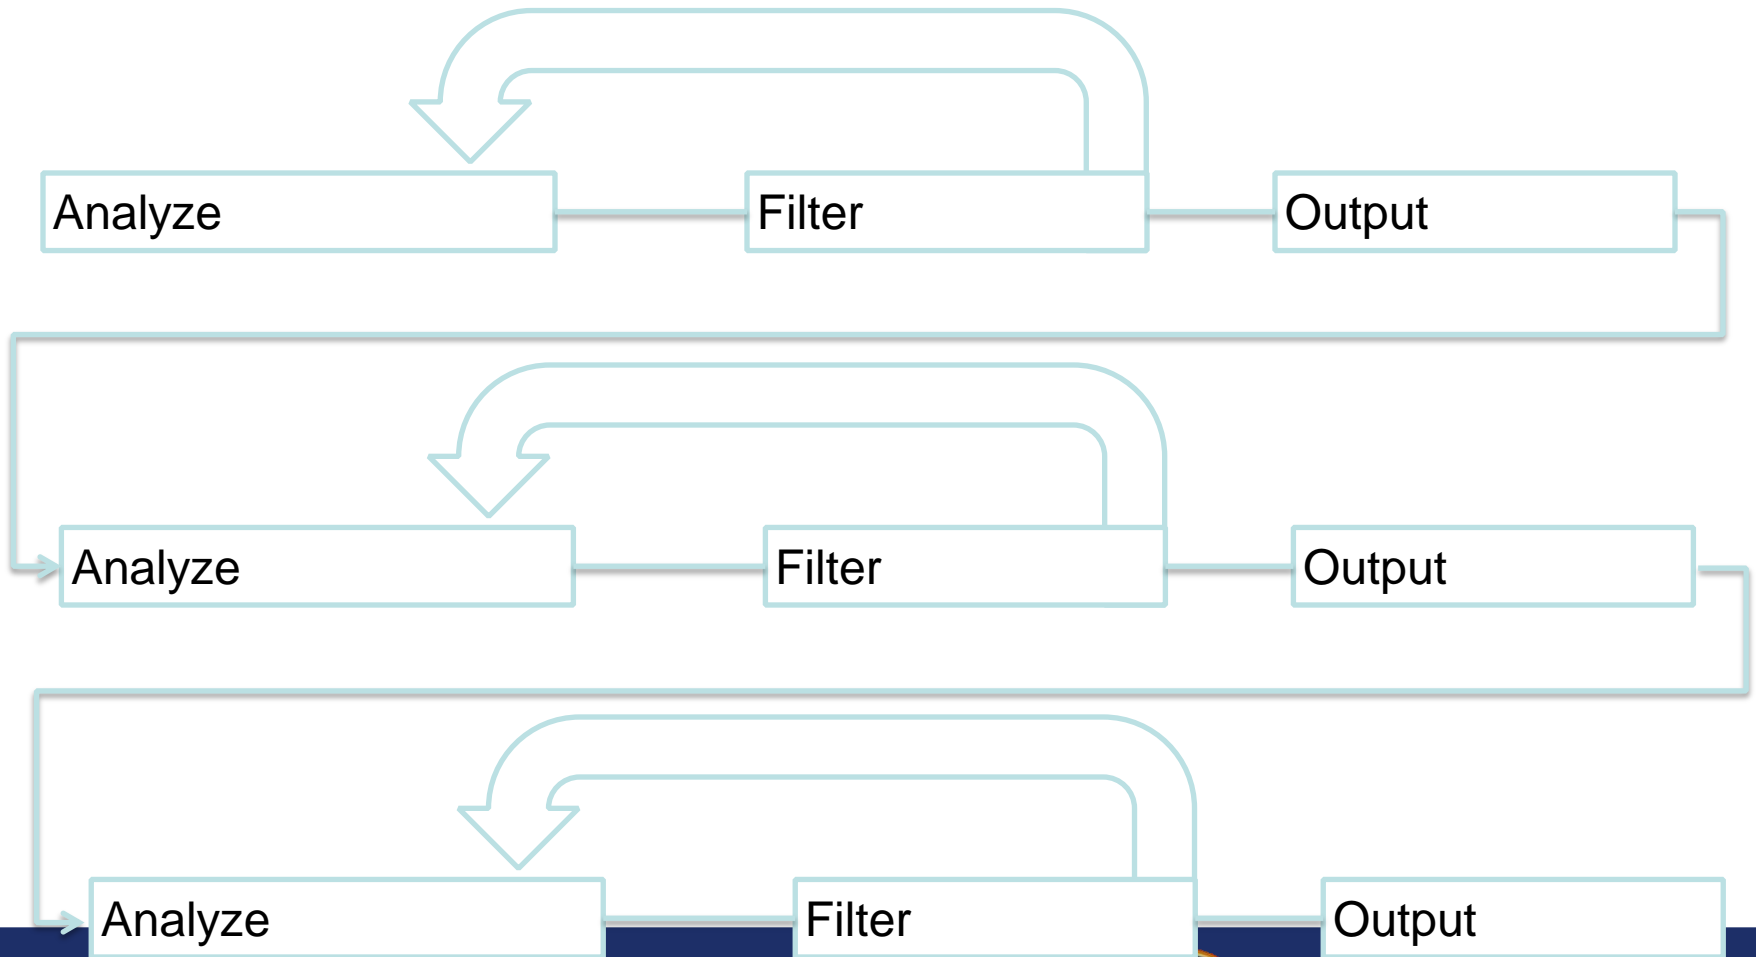 Analyze
Filter
Output
Analyze
Filter
Output
Analyze
Filter
Output